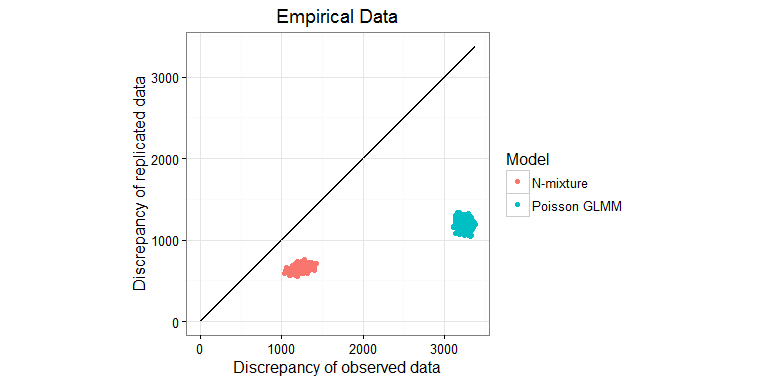 Empirical Data
Discrepancy of replicated data
3000
2000
1000
0
0 1000 2000 3000
Discrepancy of observed data
Model
N-mixture
Poisson GLMM